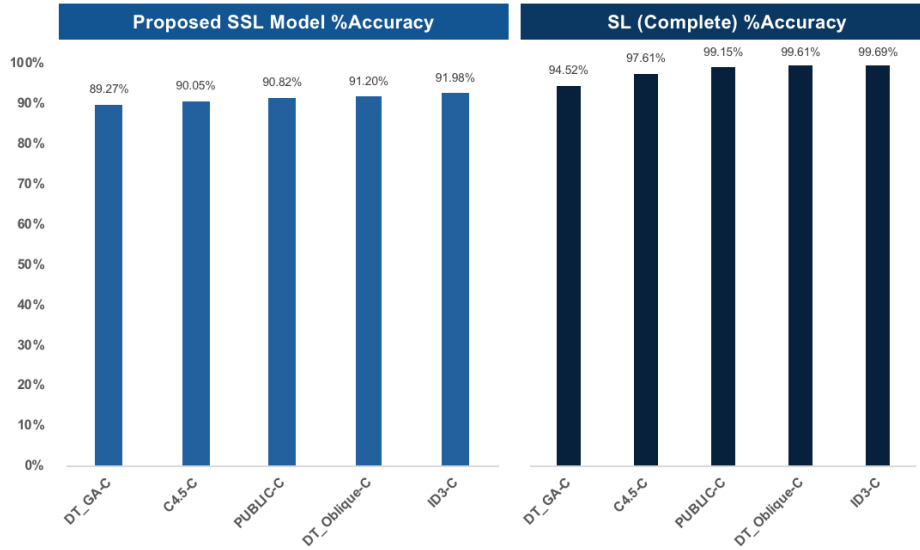 Proposed SSL Model %Accuracy
SL (Complete) %Accuracy
100%
90%
80%
70%
60%
50%
40%
30%
20%
10%
0%
89.27%
90.05%
90.82%
91.20%
91.98%
94.52%
97.61%
99.15%
99.61%
99.69%
DT_GA-C
C4.5-C
PUBLIC-C
DT_Oblique-C
ID3-C
DT_GA-C
C4.5-C
PUBLIC-C
DT_Oblique-C
ID3-C